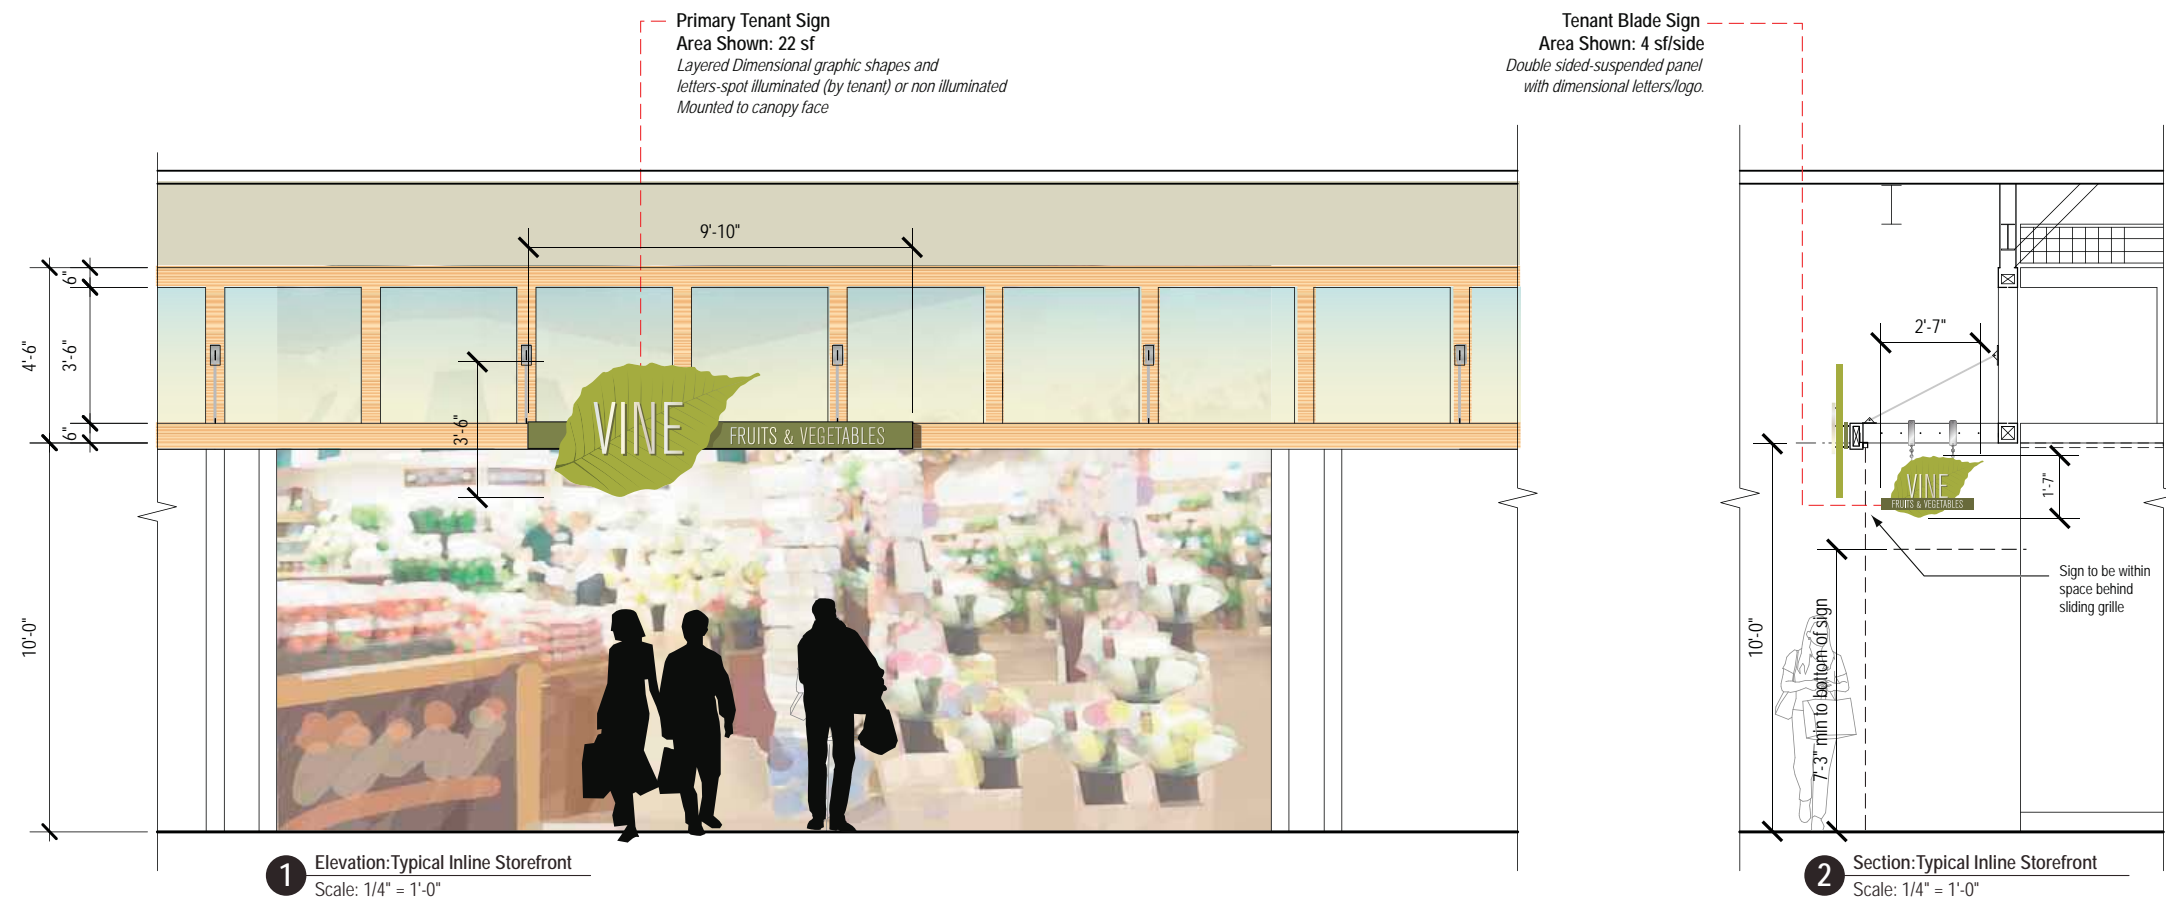 Primary Tenant Sign
Area Shown: 22 sf
Layered Dimensional graphic shapes and
letters-spot illuminated (by tenant) or non illuminated
Mounted to canopy face
Tenant Blade Sign
Area Shown: 4 sf/side
Double sided-suspended panel
with dimensional letters/logo.
9'-10"
6"
4'-6"
3'-6"
6"
3'-6"
VINE
FRUITS & VEGETABLES
10'-0"
2'-7"
VINE
FRUITS & VEGETABLES
1'-7"
Sign to be within
space behind
sliding grille
10'-0"
7'-3" min to bottom of sign
1 Elevation:Typical Inline Storefront
Scale: 1/4" = 1'-0"
2 Section:Typical Inline Storefront
Scale: 1/4" = 1'-0"